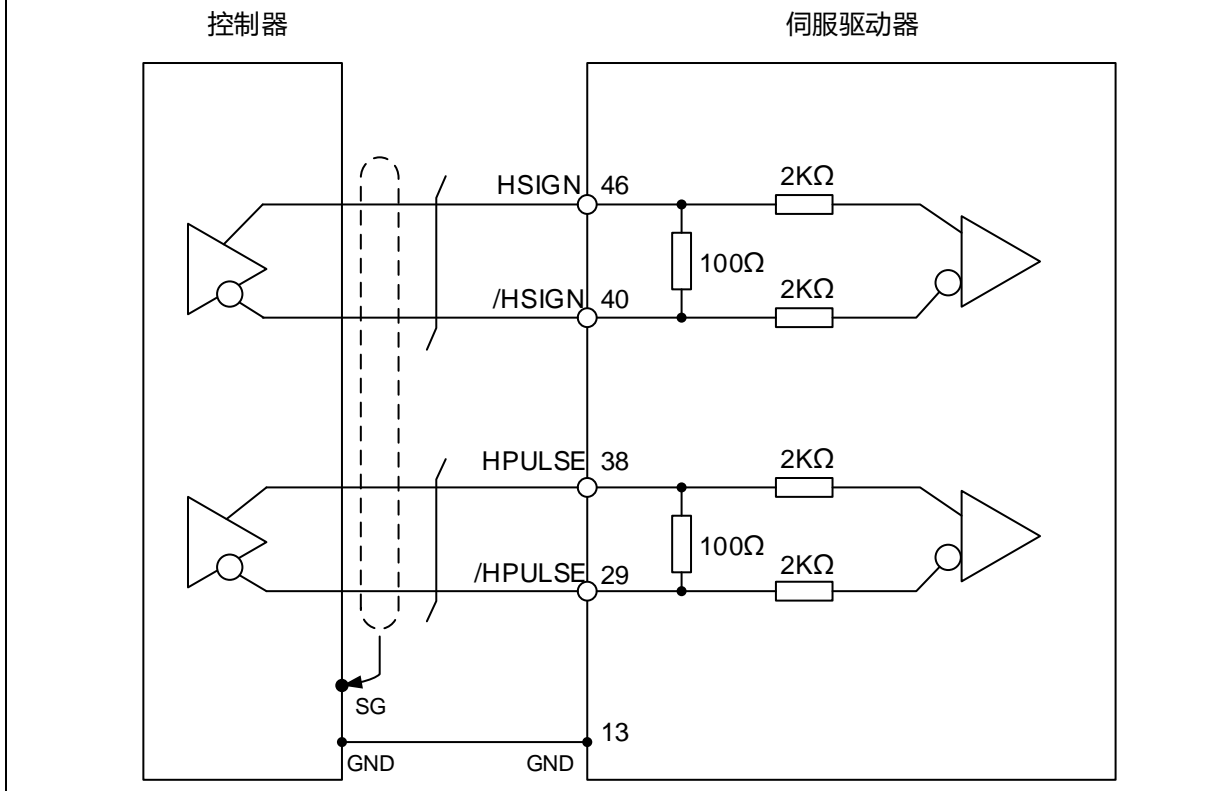 控制器
伺服驱动器
HSIGN 46
2KΩ
100Ω
/HSIGN 40
2KΩ
HPULSE 38
2KΩ
100Ω
/HPULSE 29
2KΩ
SG
13
GND
GND